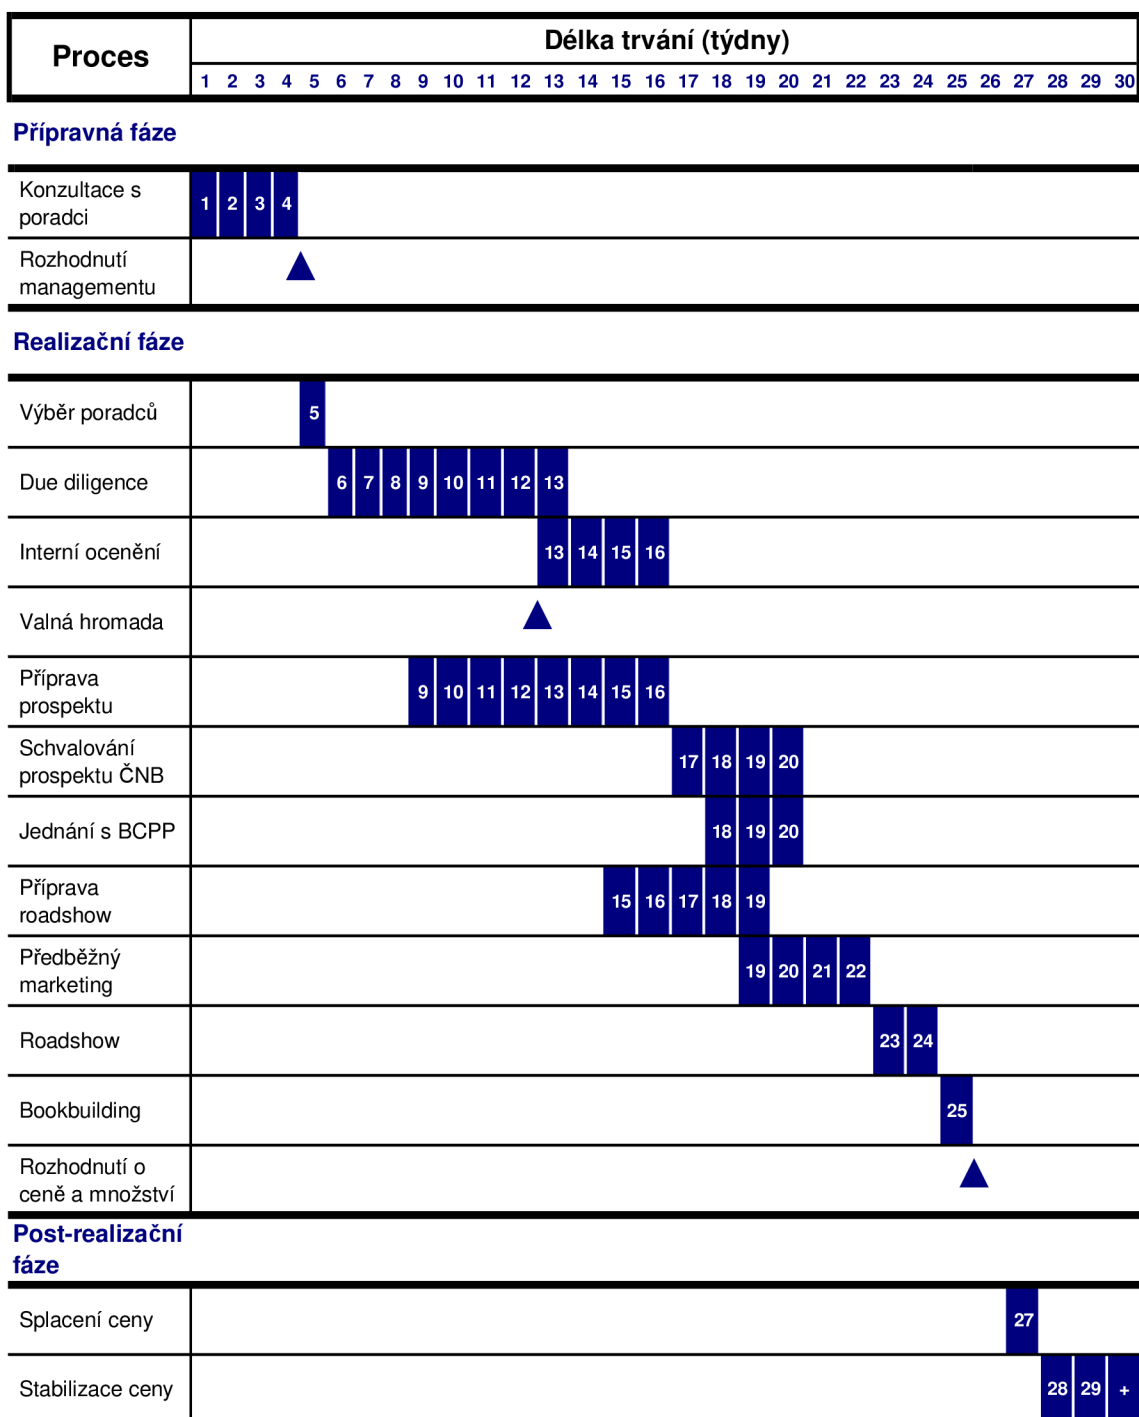 Proces
Délka trvání (týdny)
1 2 3 4 5 6 7 8 9 10 11 12 13 14 15 16 17 18 19 20 21 22 23 24 25 26 27 28 29 30
Přípravná fáze
Konzultace s
poradci
1 2 3 4
Rozhodnutí
managementu
Realizační fáze
Výběr poradců
5
Due diligence
6 7 8 9 10 11 12 13
Interní ocenění
13 14 15 16
Valná hromada
Příprava
prospektu
9 10 11 12 13 14 15 16
Schvalování
prospektu ČNB
17 18 19 20
Jednání s BCPP
18 19 20
Příprava
roadshow
15 16 17 18 19
Předběžný
marketing
19 20 21 22
Roadshow
23 24
Bookbuilding
25
Rozhodnutí o
ceně a množství
Post-realizační
fáze
Splacení ceny
27
Stabilizace ceny
28 29 +